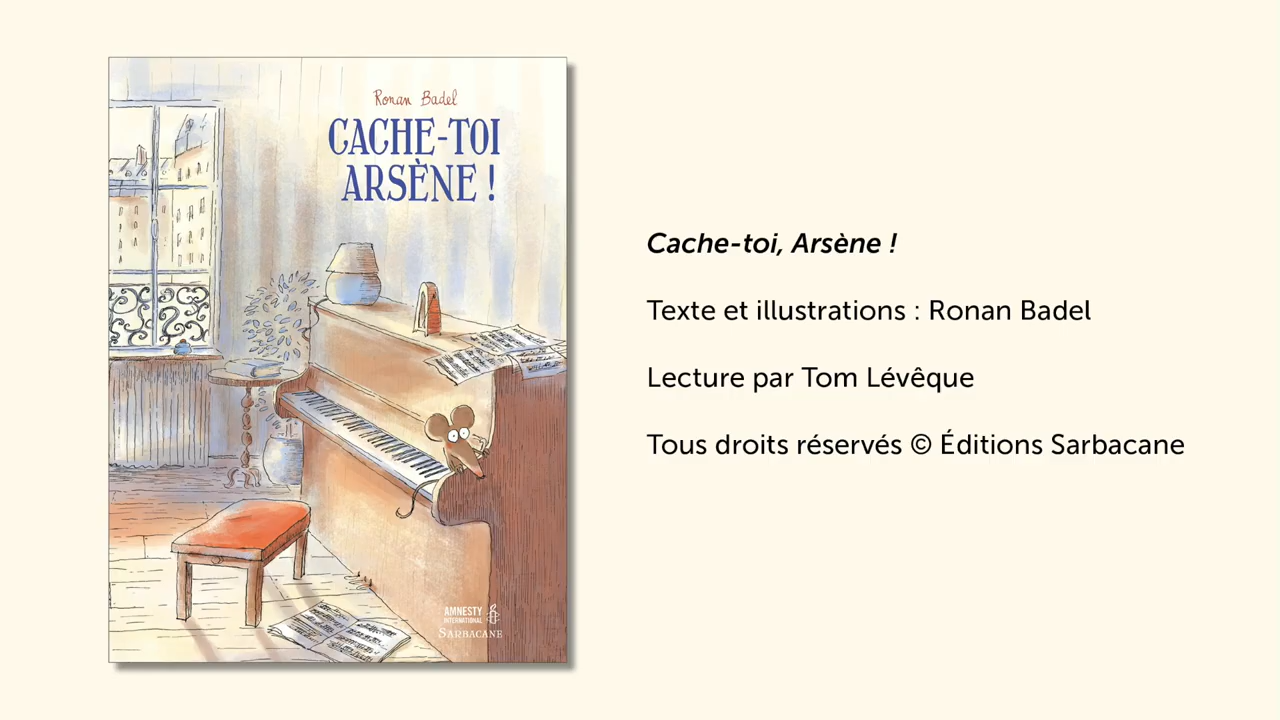 Ronan Badel
CACHE-TOI
ARSÈNE !
AMNESTY
INTERNATIONAL
SARBACANE
Cache-toi, Arsène !
Texte et illustrations : Ronan Badel
Lecture par Tom Lévêque
Tous droits réservés © Éditions Sarbacane